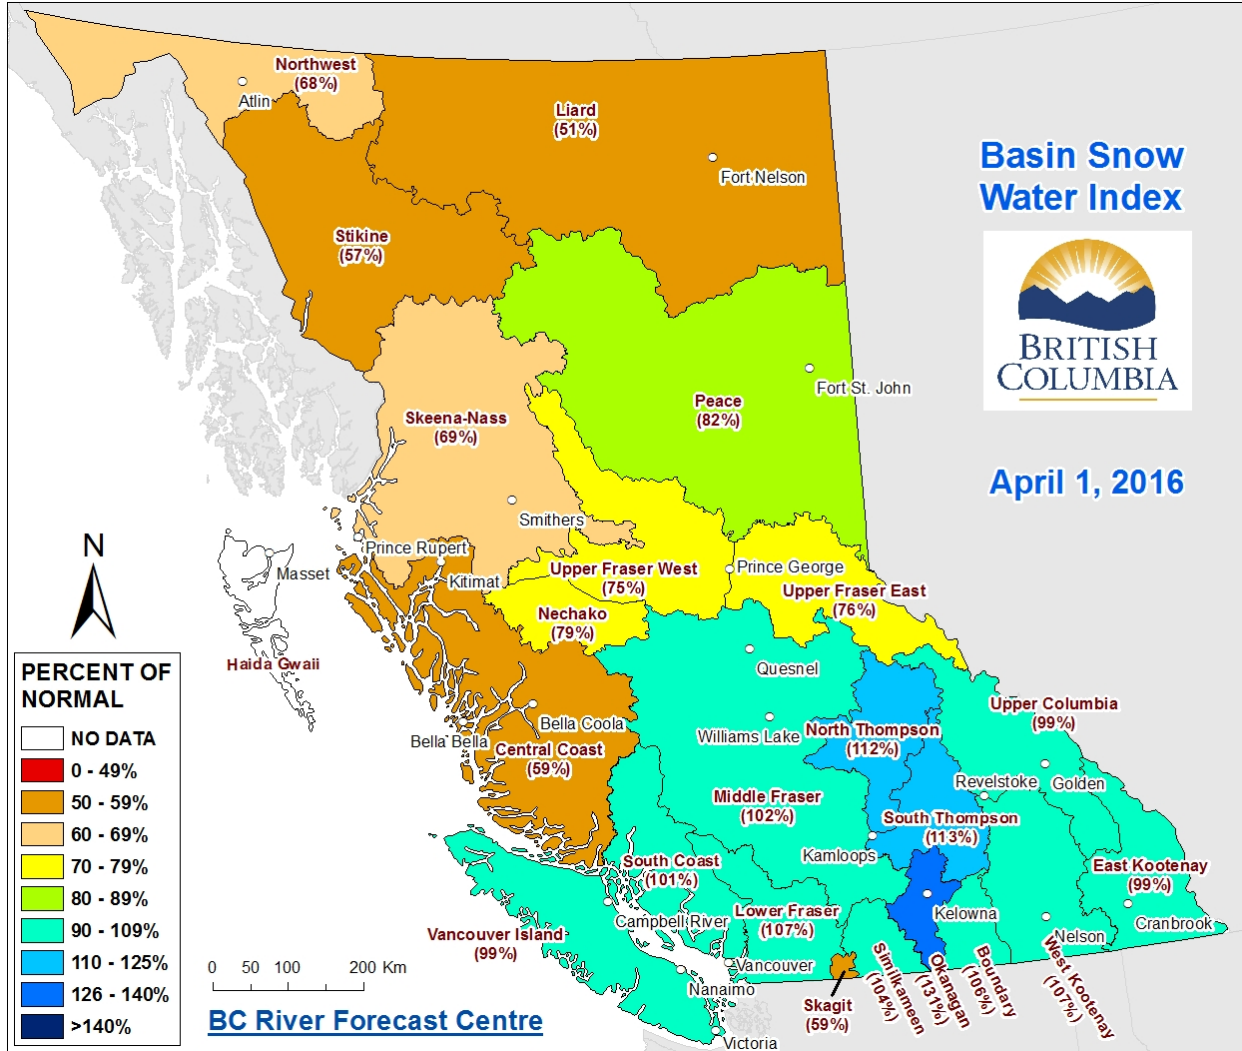 Northwest
(68%)
Atlin
Liard
(51%)
Fort Nelson
Basin Snow
Water Index
BRITISH
COLUMBIA
April 1, 2016
Stikine
(57%)
Fort St. John
Peace
(82%)
Skeena-Nass
(69%)
Smithers
N
Prince Rupert
Masset
Kitimat
Upper Fraser West
(75%)
Prince George
Upper Fraser East
(76%)
Nechako
(79%)
Haida Gwaii
Quesnel
PERCENT OF
NORMAL
NO DATA
0 - 49%
50 - 59%
60 - 69%
70 - 79%
80 - 89%
90 - 109%
110 - 125%
126 - 140%
>140%
Bella Coola
Bella Bella
Central Coast
(59%)
Williams Lake
North Thompson
(112%)
Upper Columbia
(99%)
Revelstoke
Golden
Middle Fraser
(102%)
South Thompson
(113%)
Kamloops
South Coast
(101%)
East Kootenay
(99%)
Campbell River
Lower Fraser
(107%)
Kelowna
Cranbrook
Nelson
Vancouver Island
(99%)
Vancouver
Nanaimo
Skagit
(59%)
Similkameen
(104%)
Okanagan
(131%)
Boundary
(106%)
West Kootenay
(107%)
0 50 100 200 Km
BC River Forecast Centre
Victoria